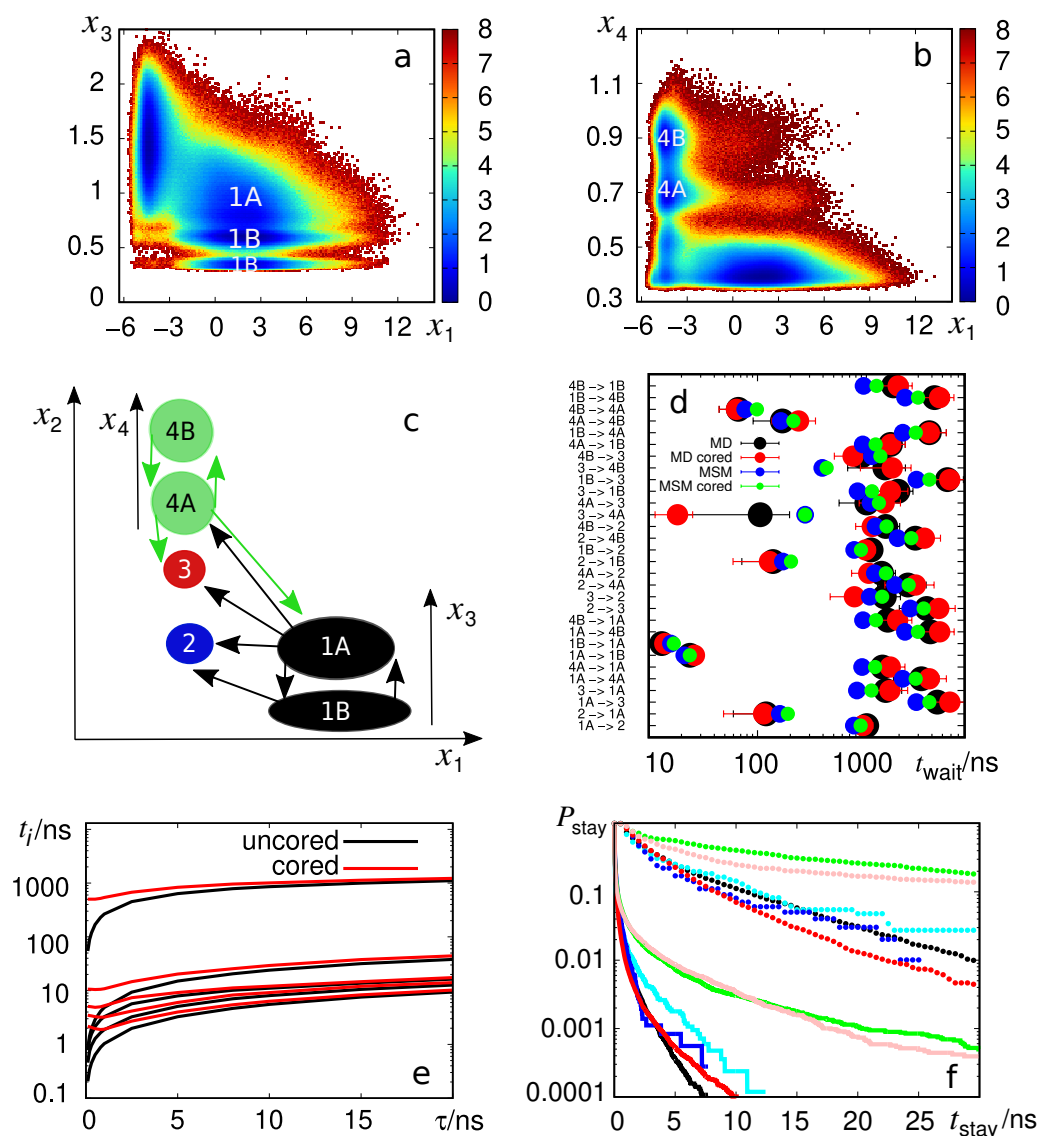 x3
2
1.5
1
0.5
0
−6 −3 0 3 6 9 12 x1
8
7
6
5
4
3
2
1
0
a
1A
1B
1B
x4
1.1
0.9
0.7
0.5
0.3
−6 −3 0 3 6 9 12 x1
8
7
6
5
4
3
2
1
0
b
4B
4A
x2
x4
c
4B
4A
3
2
1A
1B
x3
x1
4B -> 1B
1B -> 4B
4B -> 4A
4A -> 4B
1B -> 4A
4A -> 1B
4B -> 3
3 -> 4B
1B -> 3
3 -> 1B
4A -> 3
3 -> 4A
4B -> 2
2 -> 4B
1B -> 2
2 -> 1B
4A -> 2
2 -> 4A
3 -> 2
2 -> 3
4B -> 1A
1A -> 4B
1B -> 1A
1A -> 1B
4A -> 1A
1A -> 4A
3 -> 1A
1A -> 3
2 -> 1A
1A -> 2
d
MD
MD cored
MSM
MSM cored
10 100 1000 twait/ns
ti/ns
1000
100
10
1
0.1
uncored
cored
e
0 5 10 15 τ/ns
Pstay
0.1
0.01
0.001
0.0001
f
0 5 10 15 20 25 tstay/ns